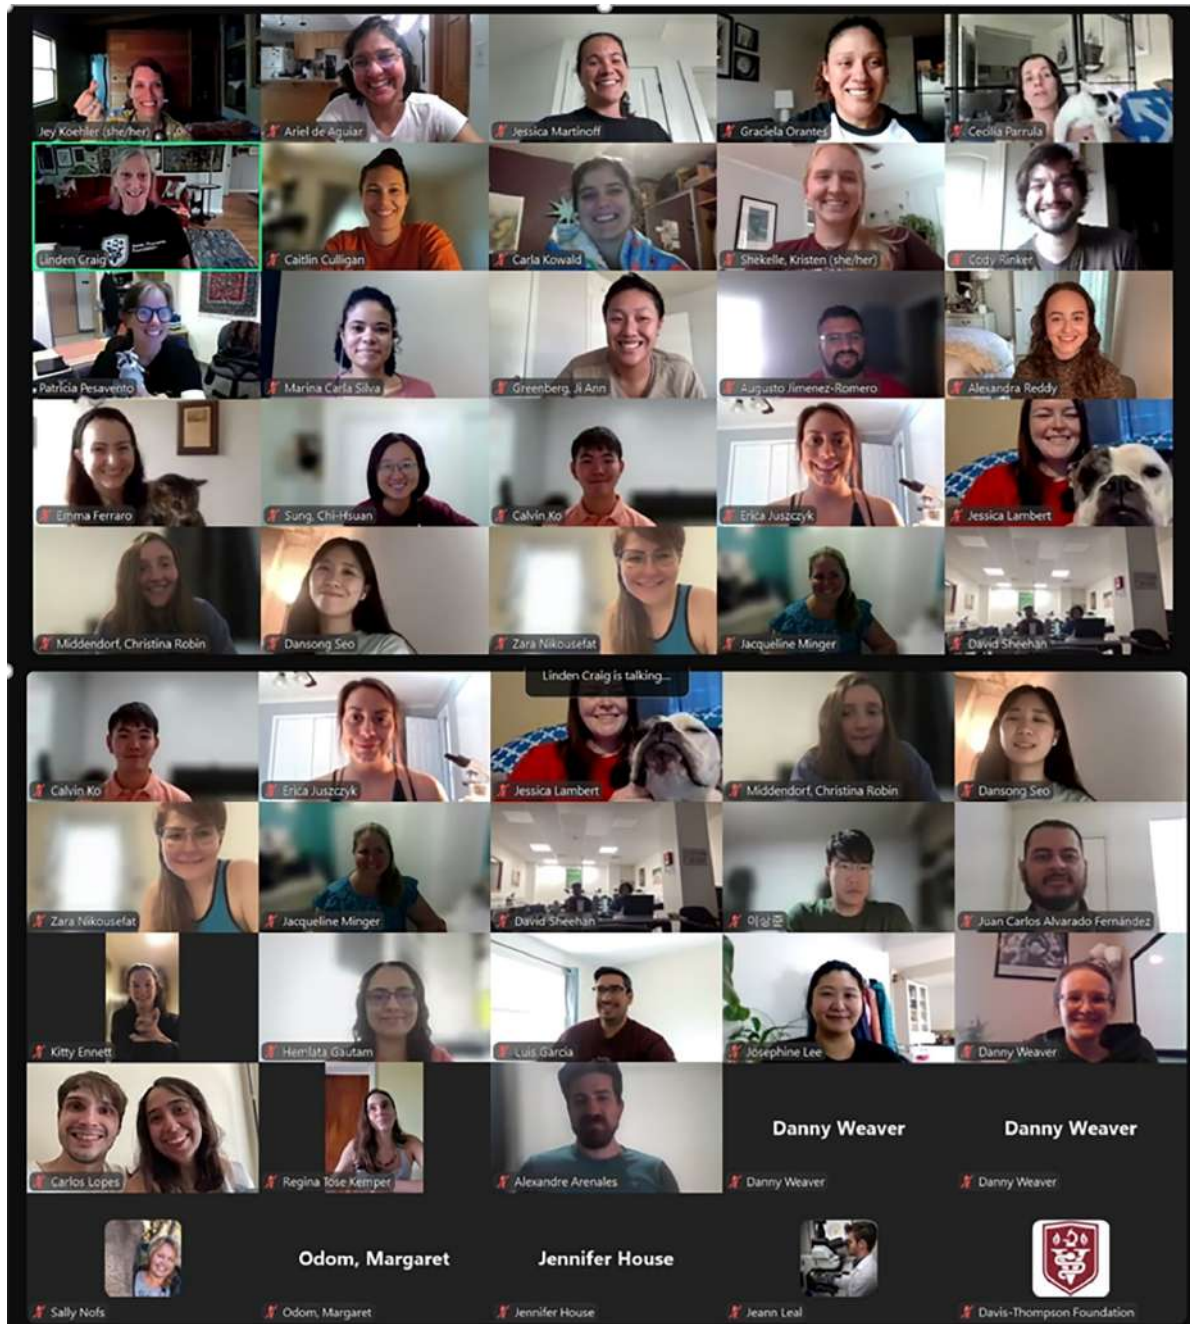 Jey Koehler (she/her)
Ariel de Aguiar
Jessica Martinoff
Graciela Orantes
Cecilia Parrula
Linden Craig
Caitlin Culligan
Carla Kowald
Shekelle, Kristen (she/her)
Cody Rinker
Patricia Pesavento
Marina Carla Silva
Greenberg, Ji Ann
Augusto Jimenez-Romero
Alexandra Reddy
Emma Ferraro
Sung, Chi-Hsuan
Calvin Ko
Erica Juszczyk
Jessica Lambert
Middendorf, Christina Robin
Dansong Seo
Zara Nikousefat
Jacqueline Minger
David Sheehan
Linden Craig is talking...
Calvin Ko
Erica Juszczyk
Jessica Lambert
Middendorf, Christina Robin
Dansong Seo
Zara Nikousefat
Jacqueline Minger
David Sheehan
이상준
Juan Carlos Alvarado Fernández
Kitty Ennett
Hemlata Gautam
Luis Garcia
Josephine Lee
Danny Weaver
Carlos Lopes
Regina Tose Kemper
Alexandre Arenales
Danny Weaver
Danny Weaver
Danny Weaver
Danny Weaver
Sally Nofs
Odom, Margaret
Odom, Margaret
Jennifer House
Jennifer House
Jeann Leal
Davis-Thompson Foundation